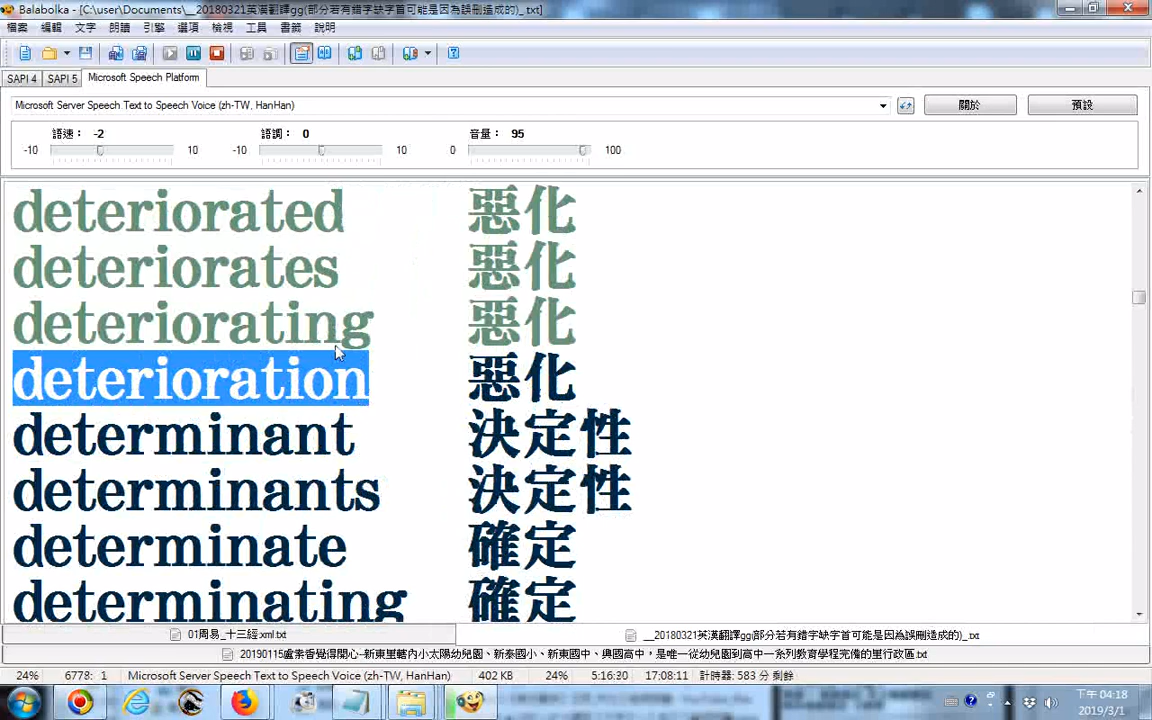 Balabolka - [C:\user\Documents\__20180321英漢翻譯gg(部分若有錯字缺字首可能是因為誤刪造成的)_.txt]
檔案 編輯 文字 朗讀 引擎 選項 檢視 工具 書籤 說明
SAPI 4 SAPI 5 Microsoft Speech Platform
Microsoft Server Speech Text to Speech Voice (zh-TW, HanHan) 關於 預設
語速： -2 語調： 0 音量： 95
-10 10 -10 10 0 100
deteriorated 惡化
deteriorates 惡化
deteriorating 惡化
deterioration 惡化
determinant 決定性
determinants 決定性
determinate 確定
determinating 確定
01周易_十三經.xml.txt __20180321英漢翻譯gg(部分若有錯字缺字首可能是因為誤刪造成的)_.txt
20190115盧素香覺得開心-新東里轄內小太陽幼兒園、新泰國小、新東國中、興國高中，是唯一從幼兒園到高中一系列教育學程完備的里行政區.txt
24% 6778: 1 Microsoft Server Speech Text to Speech Voice (zh-TW, HanHan) 402 KB 24% 5:16:30 17:08:11 計時器: 583 分 剩餘
下午 04:18
2019/3/1